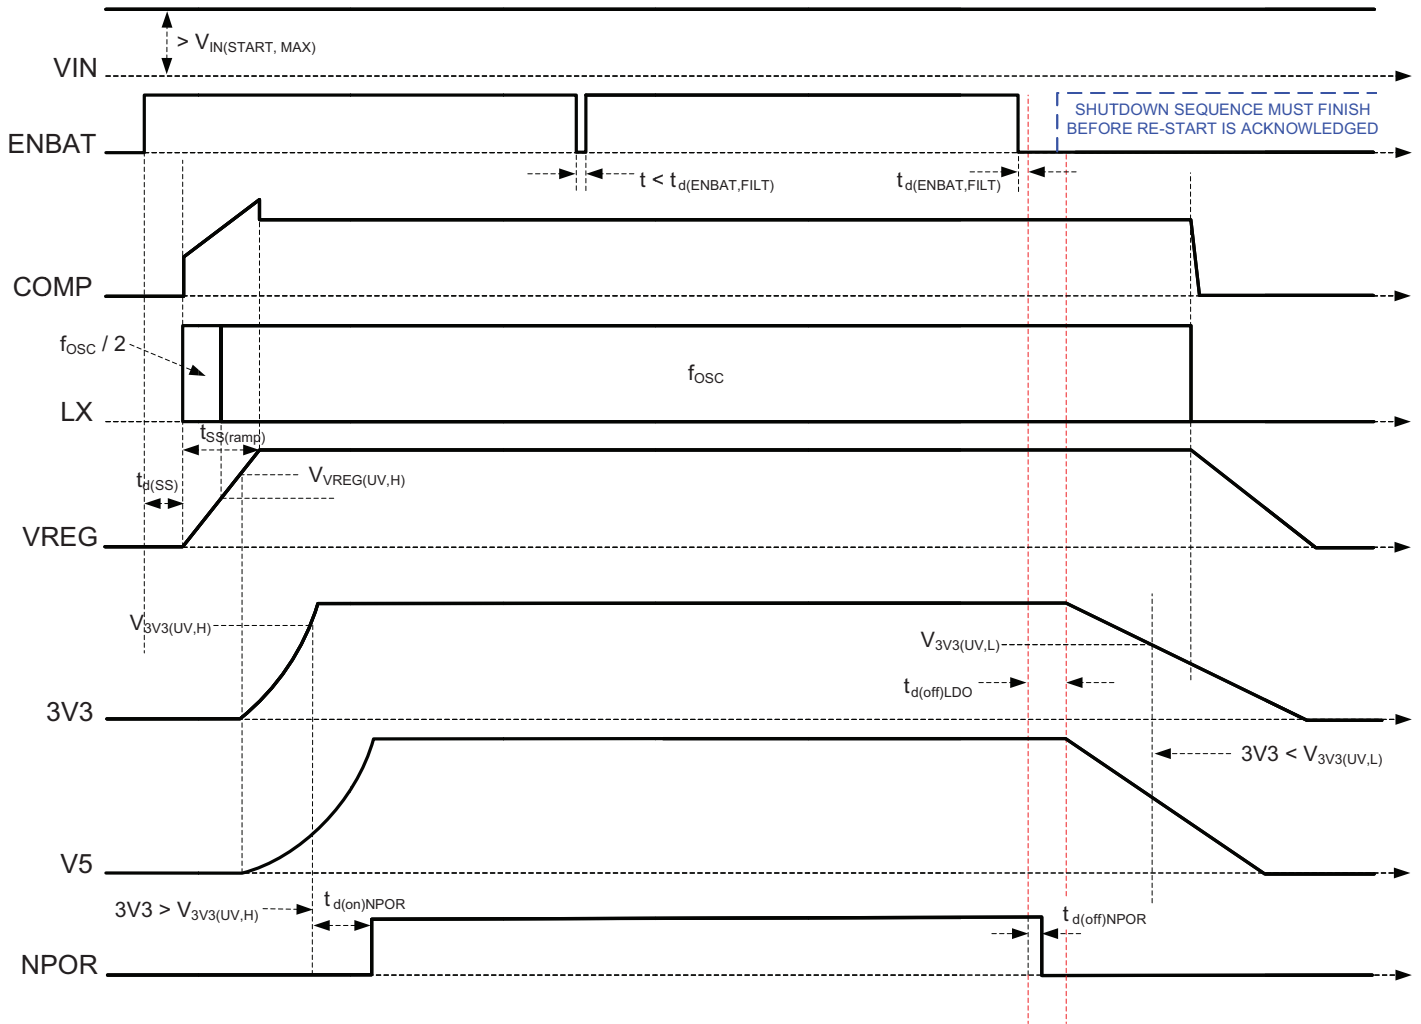 > VIN(START, MAX)
VIN
SHUTDOWN SEQUENCE MUST FINISH
BEFORE RE-START IS ACKNOWLEDGED
ENBAT
t < td(ENBAT,FILT)
td(ENBAT,FILT)
COMP
fOSC / 2
fOSC
LX
tSS(ramp)
td(SS)
VVREG(UV,H)
VREG
V3V3(UV,H)
V3V3(UV,L)
td(off)LDO
3V3
3V3 < V3V3(UV,L)
V5
3V3 > V3V3(UV,H)
td(on)NPOR
td(off)NPOR
NPOR